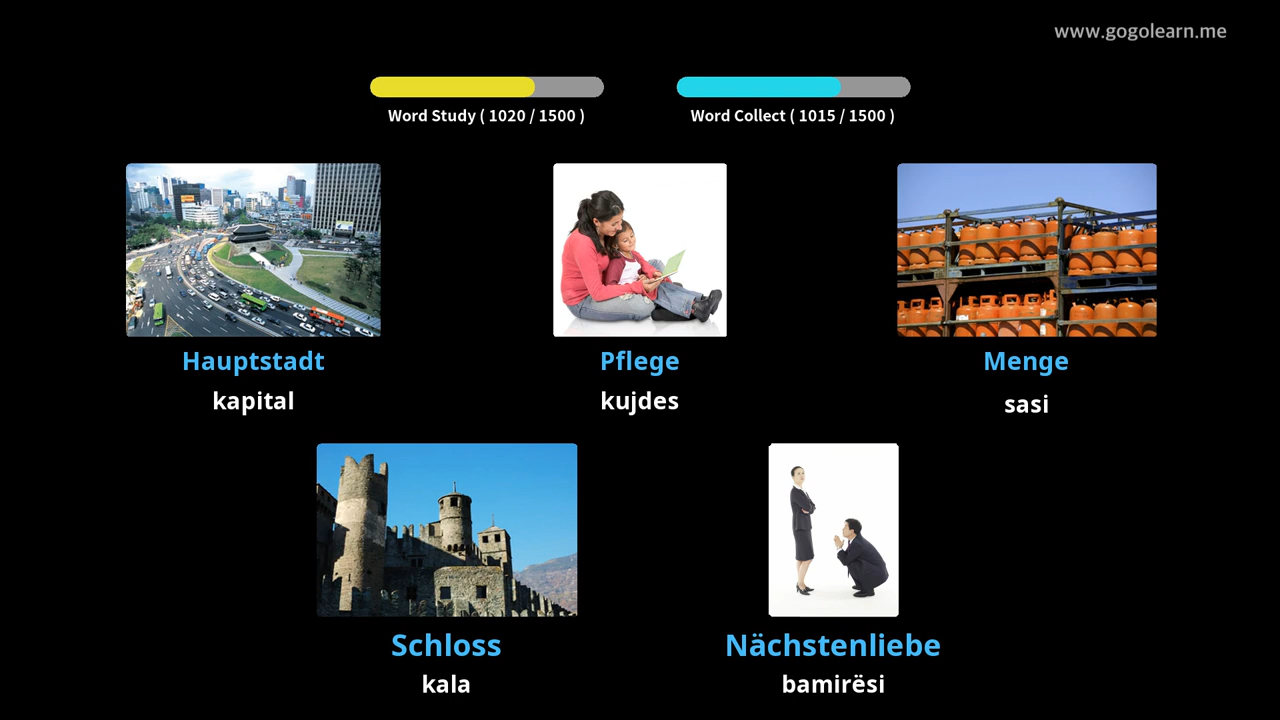 www.gogolearn.me
Word Study ( 1020 / 1500 )
Word Collect ( 1015 / 1500 )
Hauptstadt
kapital
Pflege
kujdes
Menge
sasi
Schloss
kala
Nächstenliebe
bamirësi